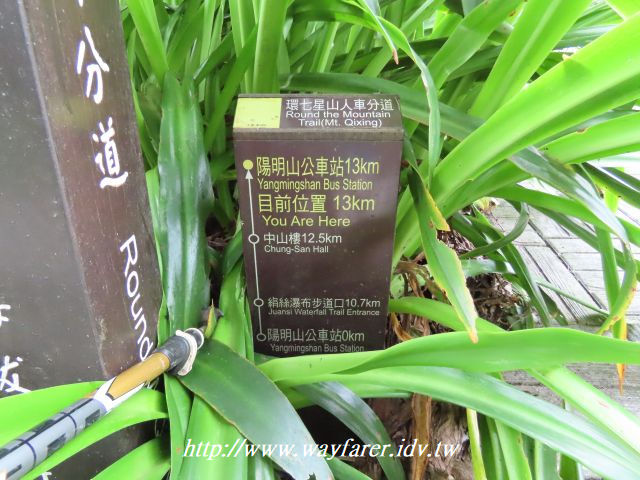 分道
Round
環七星山人車分道
Round the Mountain
Trail(Mt. Qixing)
陽明山公車站13km
Yangmingshan Bus Station
目前位置 13km
You Are Here
中山樓12.5km
Chung-San Hall
絹絲瀑布步道口10.7km
Juansi Waterfall Trail Entrance
陽明山公車站0km
Yangmingshan Bus Station
http://www.wayfarer.idv.tw